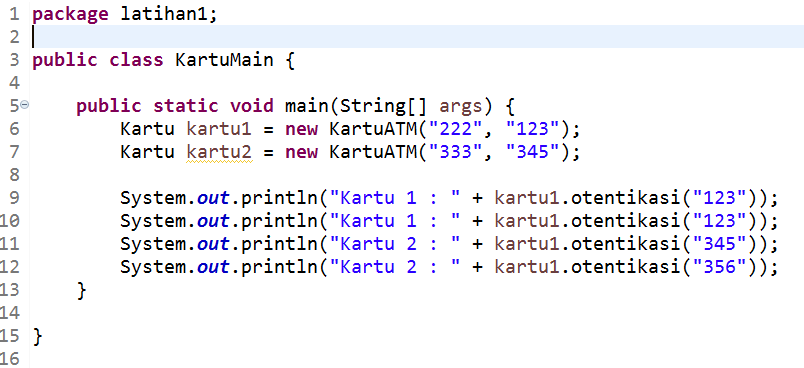 1 package latihan1;
2
3 public class KartuMain {
4
5 public static void main(String[] args) {
6 Kartu kartu1 = new KartuATM("222", "123");
7 Kartu kartu2 = new KartuATM("333", "345");
8
9 System.out.println("Kartu 1 : " + kartu1.otentikasi("123"));
10 System.out.println("Kartu 1 : " + kartu1.otentikasi("123"));
11 System.out.println("Kartu 2 : " + kartu1.otentikasi("345"));
12 System.out.println("Kartu 2 : " + kartu1.otentikasi("356"));
13 }
14
15 }
16